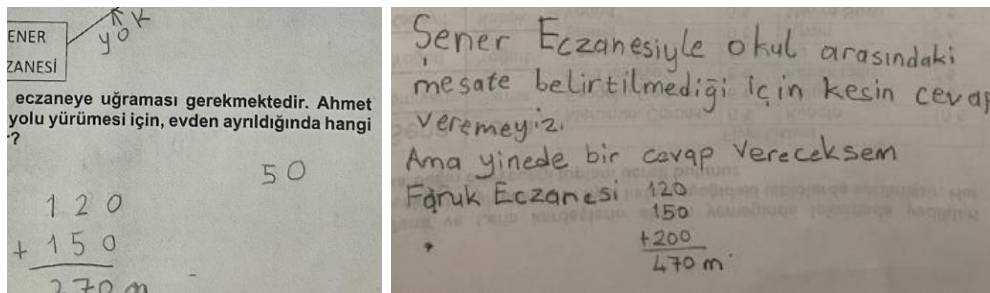 yok
ENER
ZANESİ
eczaneye uğraması gerekmektedir. Ahmet
yolu yürümesi için, evden ayrıldığında hangi
?
50
120
+ 150
270 m
Şener Eczanesiyle okul arasındaki
mesafe belirtilmediği için kesin cevap
veremeyiz.
Ama yinede bir cevap vereceksem
Faruk Eczanesi 120
150
+200
470 m